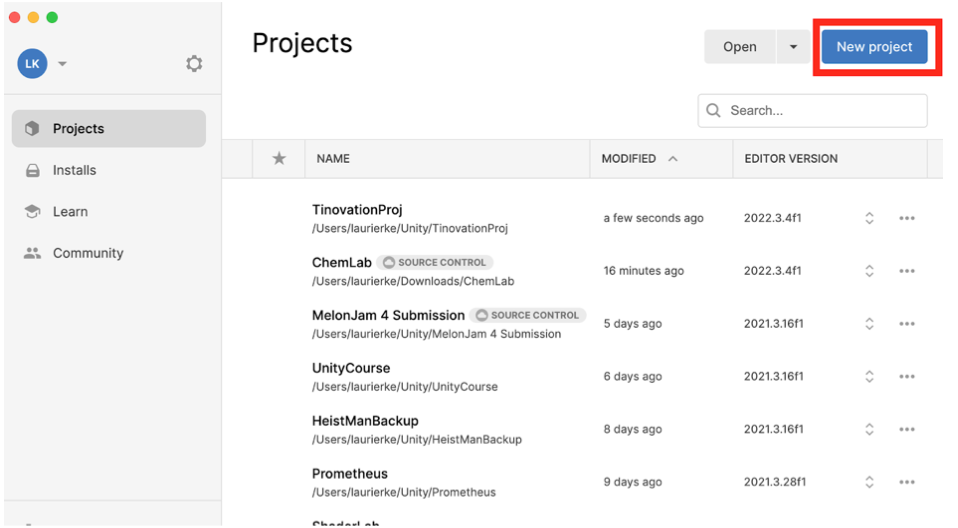 LK
Projects
Open
New project
Search...
Projects
Installs
Learn
Community
NAME
MODIFIED
EDITOR VERSION
TinovationProj
/Users/laurierke/Unity/TinovationProj
a few seconds ago
2022.3.4f1
ChemLab
SOURCE CONTROL
/Users/laurierke/Downloads/ChemLab
16 minutes ago
2022.3.4f1
MelonJam 4 Submission
SOURCE CONTROL
/Users/laurierke/Unity/MelonJam 4 Submission
5 days ago
2021.3.16f1
UnityCourse
/Users/laurierke/Unity/UnityCourse
6 days ago
2021.3.16f1
HeistManBackup
/Users/laurierke/Unity/HeistManBackup
8 days ago
2021.3.16f1
Prometheus
/Users/laurierke/Unity/Prometheus
9 days ago
2021.3.28f1
ShaderLab